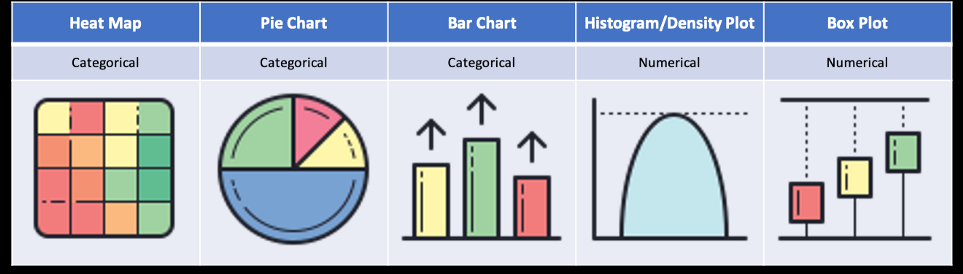 Heat Map
Pie Chart
Bar Chart
Histogram/Density Plot
Box Plot
Categorical
Categorical
Categorical
Numerical
Numerical